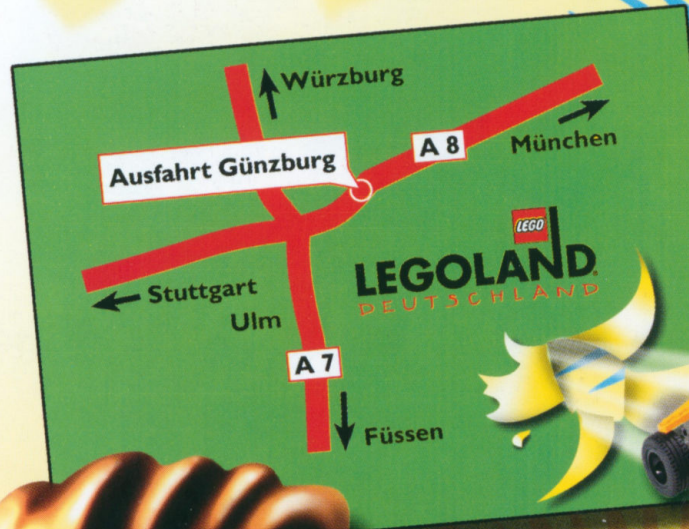 Würzburg
Ausfahrt Günzburg
A 8
München
LEGO
LEGOLAND®
DEUTSCHLAND
Stuttgart
Ulm
A 7
Füssen